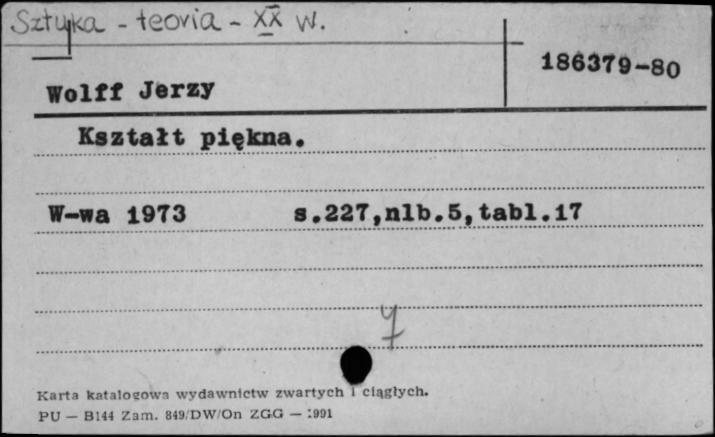 Sztuka - teoria - XX w.
186379-80
Wolff Jerzy
Kształt piękna.
W-wa 1973 s.227,nlb.5,tabl.17
Karta katalogowa wydawnictw zwartych i ciągłych.
PU — B144 Zam. 849/DW/On ZGG — 1991